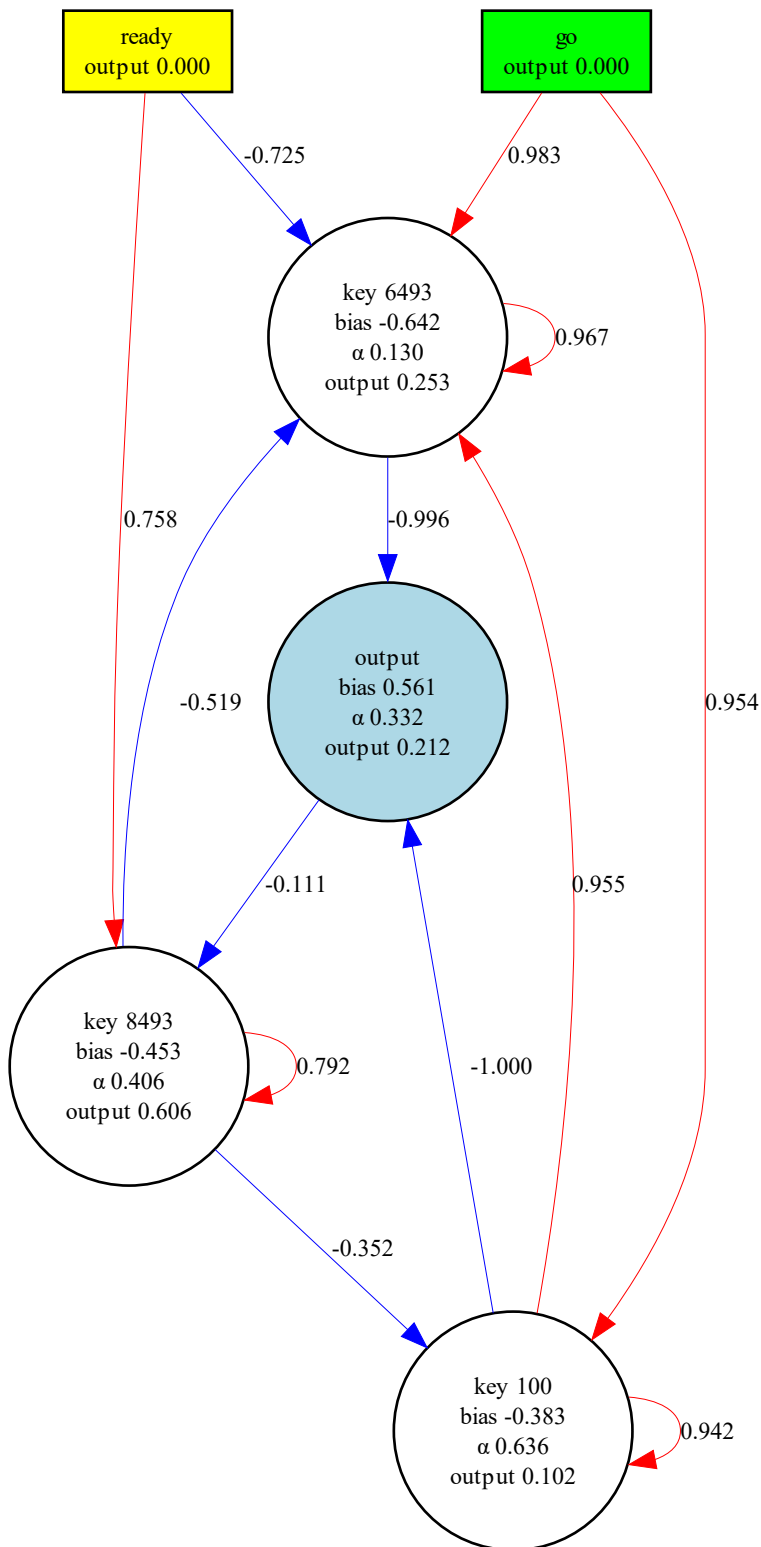 ready
output 0.000
go
output 0.000
-0.725
0.983
key 6493
bias -0.642
α 0.130
output 0.253
0.967
0.758
-0.996
-0.519
output
bias 0.561
α 0.332
output 0.212
0.954
-0.111
0.955
key 8493
bias -0.453
α 0.406
output 0.606
0.792
-1.000
-0.352
key 100
bias -0.383
α 0.636
output 0.102
0.942